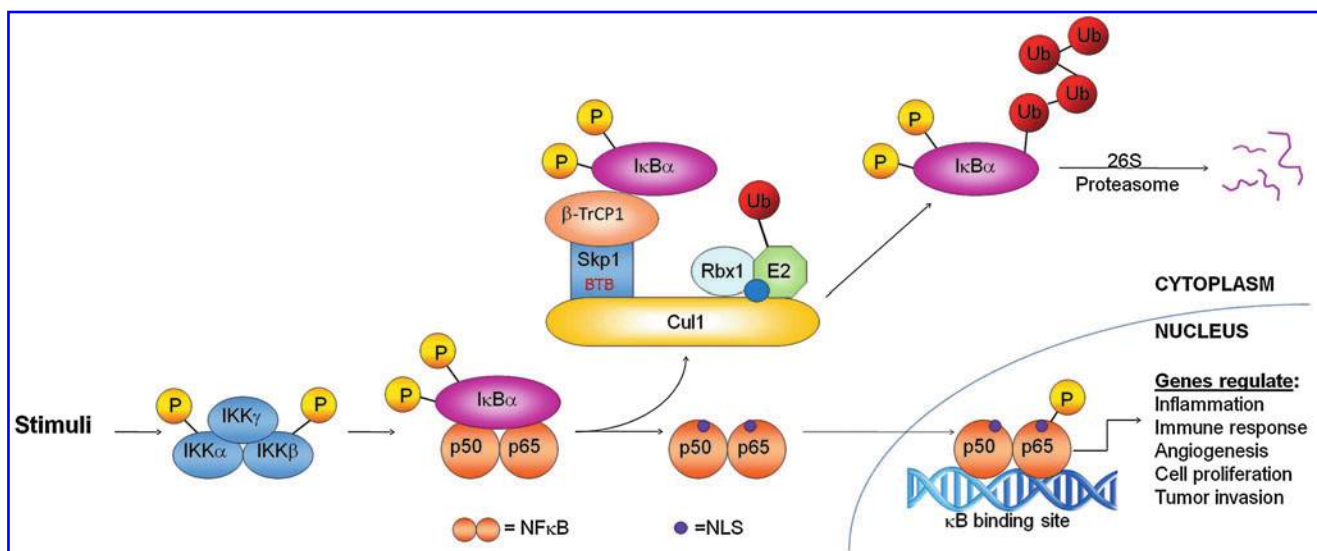 Stimuli
P
P
IKKγ
IKKα
IKKβ
P
P
IκBα
p50
p65
P
P
IκBα
β-TrCP1
Skp1
BTB
Cul1
Rbx1
E2
Ub
P
P
IκBα
Ub
Ub
Ub
Ub
26S
Proteasome
p50
p65
CYTOPLASM
NUCLEUS
P
p50
p65
κB binding site
Genes regulate:
Inflammation
Immune response
Angiogenesis
Cell proliferation
Tumor invasion
= NFκB
=NLS